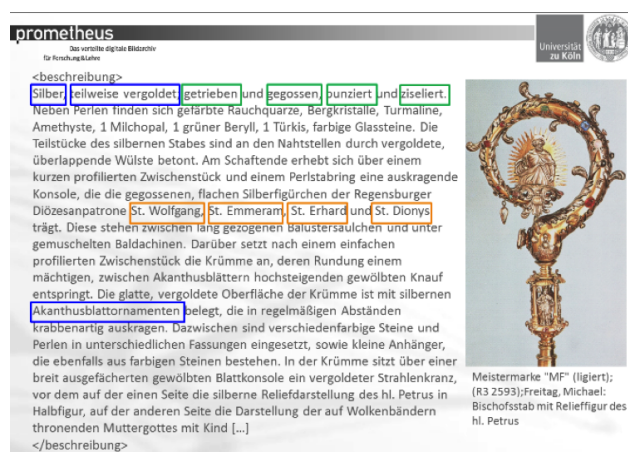 prometheus
Das verteilte digitale Bildarchiv
für Forschung & Lehre
Universität
zu Köln
<beschreibung>
Silber, teilweise vergoldet; getrieben und gegossen, punziert und ziseliert.
Neben Perlen finden sich gefärbte Rauchquarze, Bergkristalle, Turmaline,
Amethyste, 1 Milchopal, 1 grüner Beryll, 1 Türkis, farbige Glassteine. Die
Teilstücke des silbernen Stabes sind an den Nahtstellen durch vergoldete,
überlappende Wülste betont. Am Schaftende erhebt sich über einem
kurzen profilierten Zwischenstück und einem Perlstabring eine auskragende
Konsole, die die gegossenen, flachen Silberfigürchen der Regensburger
Diözesanpatrone St. Wolfgang, St. Emmeram, St. Erhard und St. Dionys
trägt. Diese stehen zwischen lang gezogenen Balustersäulchen und unter
gemuschelten Baldachinen. Darüber setzt nach einem einfachen
profilierten Zwischenstück die Krümme an, deren Rundung einem
mächtigen, zwischen Akanthusblättern hochsteigenden gewölbten Knauf
entspringt. Die glatte, vergoldete Oberfläche der Krümme ist mit silbernen
Akanthusblattornamenten belegt, die in regelmäßigen Abständen
krabbenartig auskragen. Dazwischen sind verschiedenfarbige Steine und
Perlen in unterschiedlichen Fassungen eingesetzt, sowie kleine Anhänger,
die ebenfalls aus farbigen Steinen bestehen. In der Krümme sitzt über einer
breit ausgefächerten gewölbten Blattkonsole ein vergoldeter Strahlenkranz,
vor dem auf der einen Seite die silberne Reliefdarstellung des hl. Petrus in
Halbfigur, auf der anderen Seite die Darstellung der auf Wolkenbändern
thronenden Muttergottes mit Kind [...]
</beschreibung>
Meistermarke "MF" (ligiert);
(R3 2593);Freitag, Michael:
Bischofsstab mit Relieffigur des
hl. Petrus